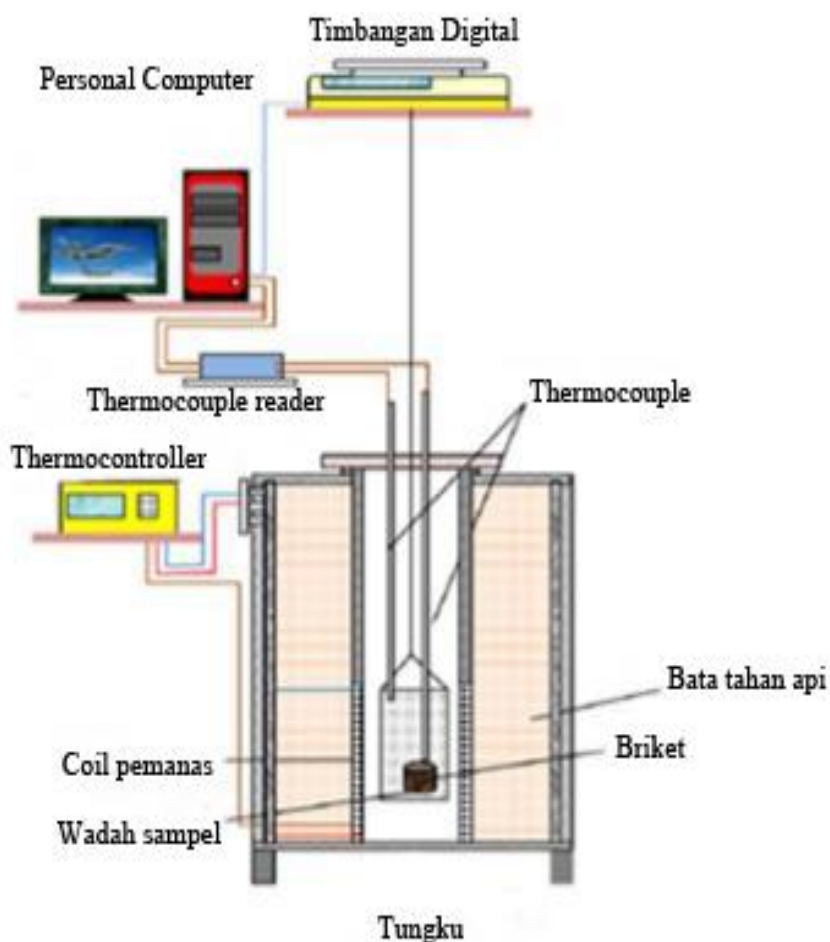 Timbangan Digital
Personal Computer
Thermocouple reader
Thermocouple
Thermocontroller
Bata tahan api
Briket
Coil pemanas
Wadah sampel
Tungku